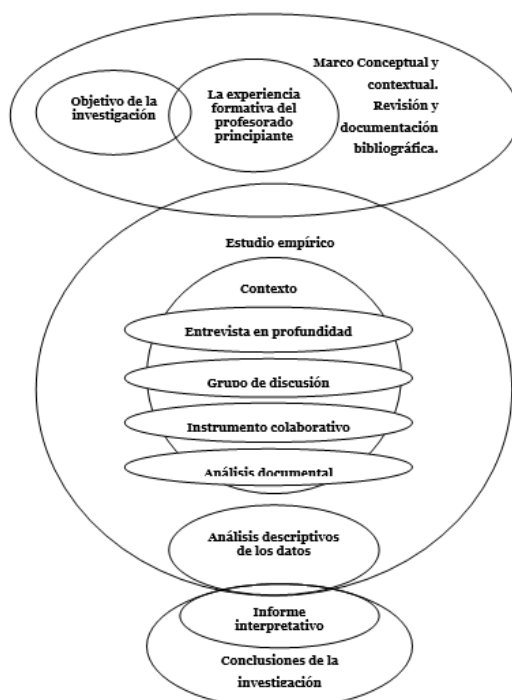 Objetivo de la
investigación
La experiencia
formativa del
profesorado
principiante
Marco Conceptual y
contextual.
Revisión y
documentación
bibliográfica.
Estudio empírico
Contexto
Entrevista en profundidad
Grupo de discusión
Instrumento colaborativo
Análisis documental
Análisis descriptivos
de los datos
Informe
interpretativo
Conclusiones de la
investigación